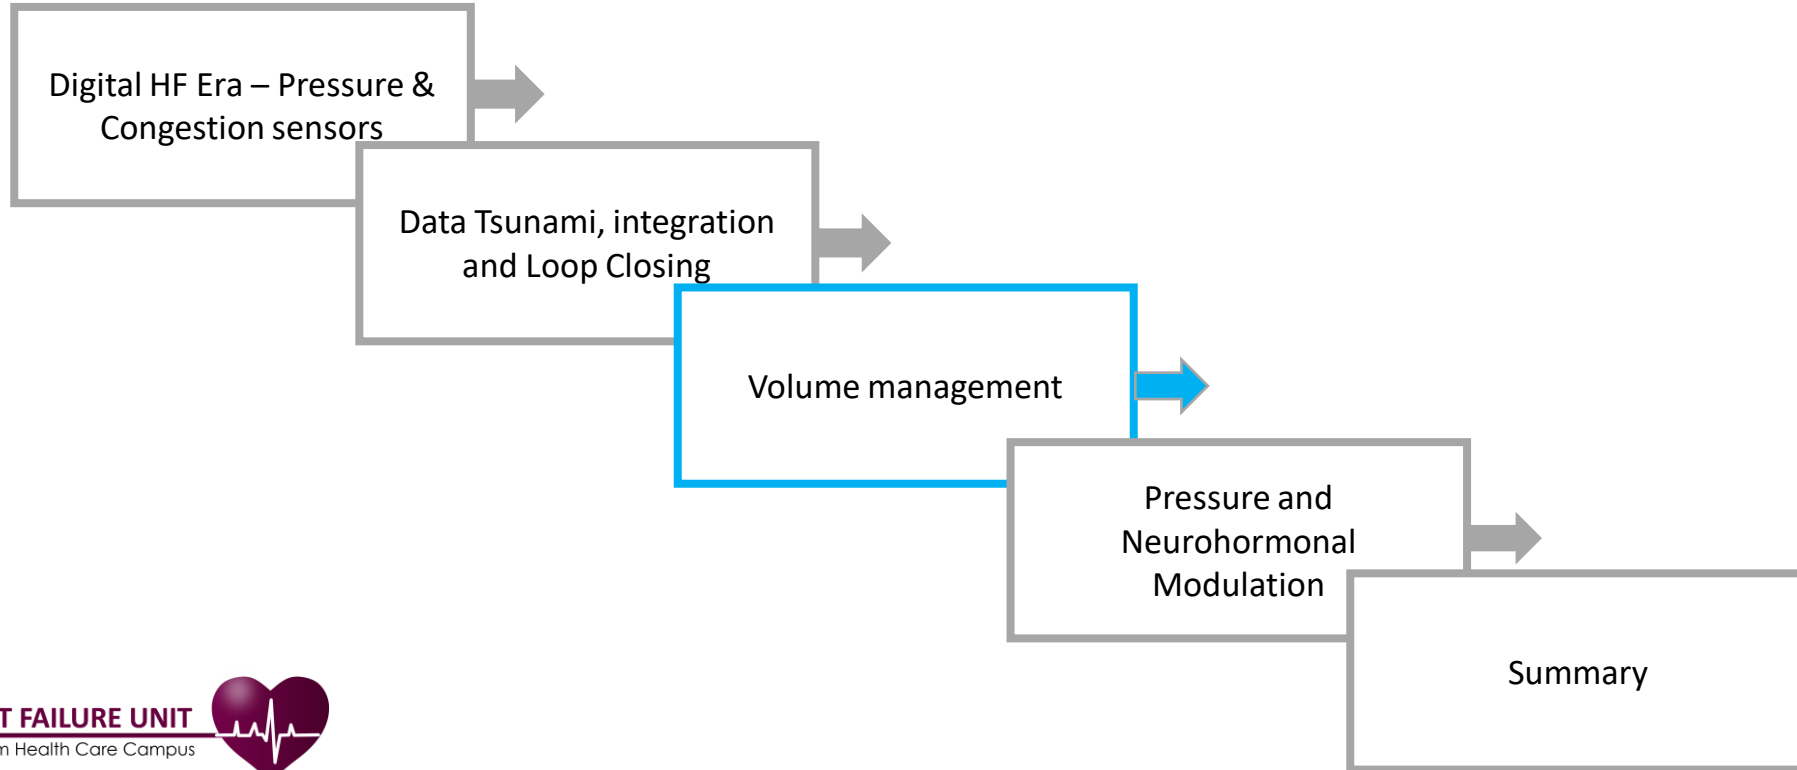 Digital HF Era – Pressure &
Congestion sensors
Data Tsunami, integration
and Loop Closing
Volume management
Pressure and
Neurohormonal
Modulation
Summary
T FAILURE UNIT
m Health Care Campus